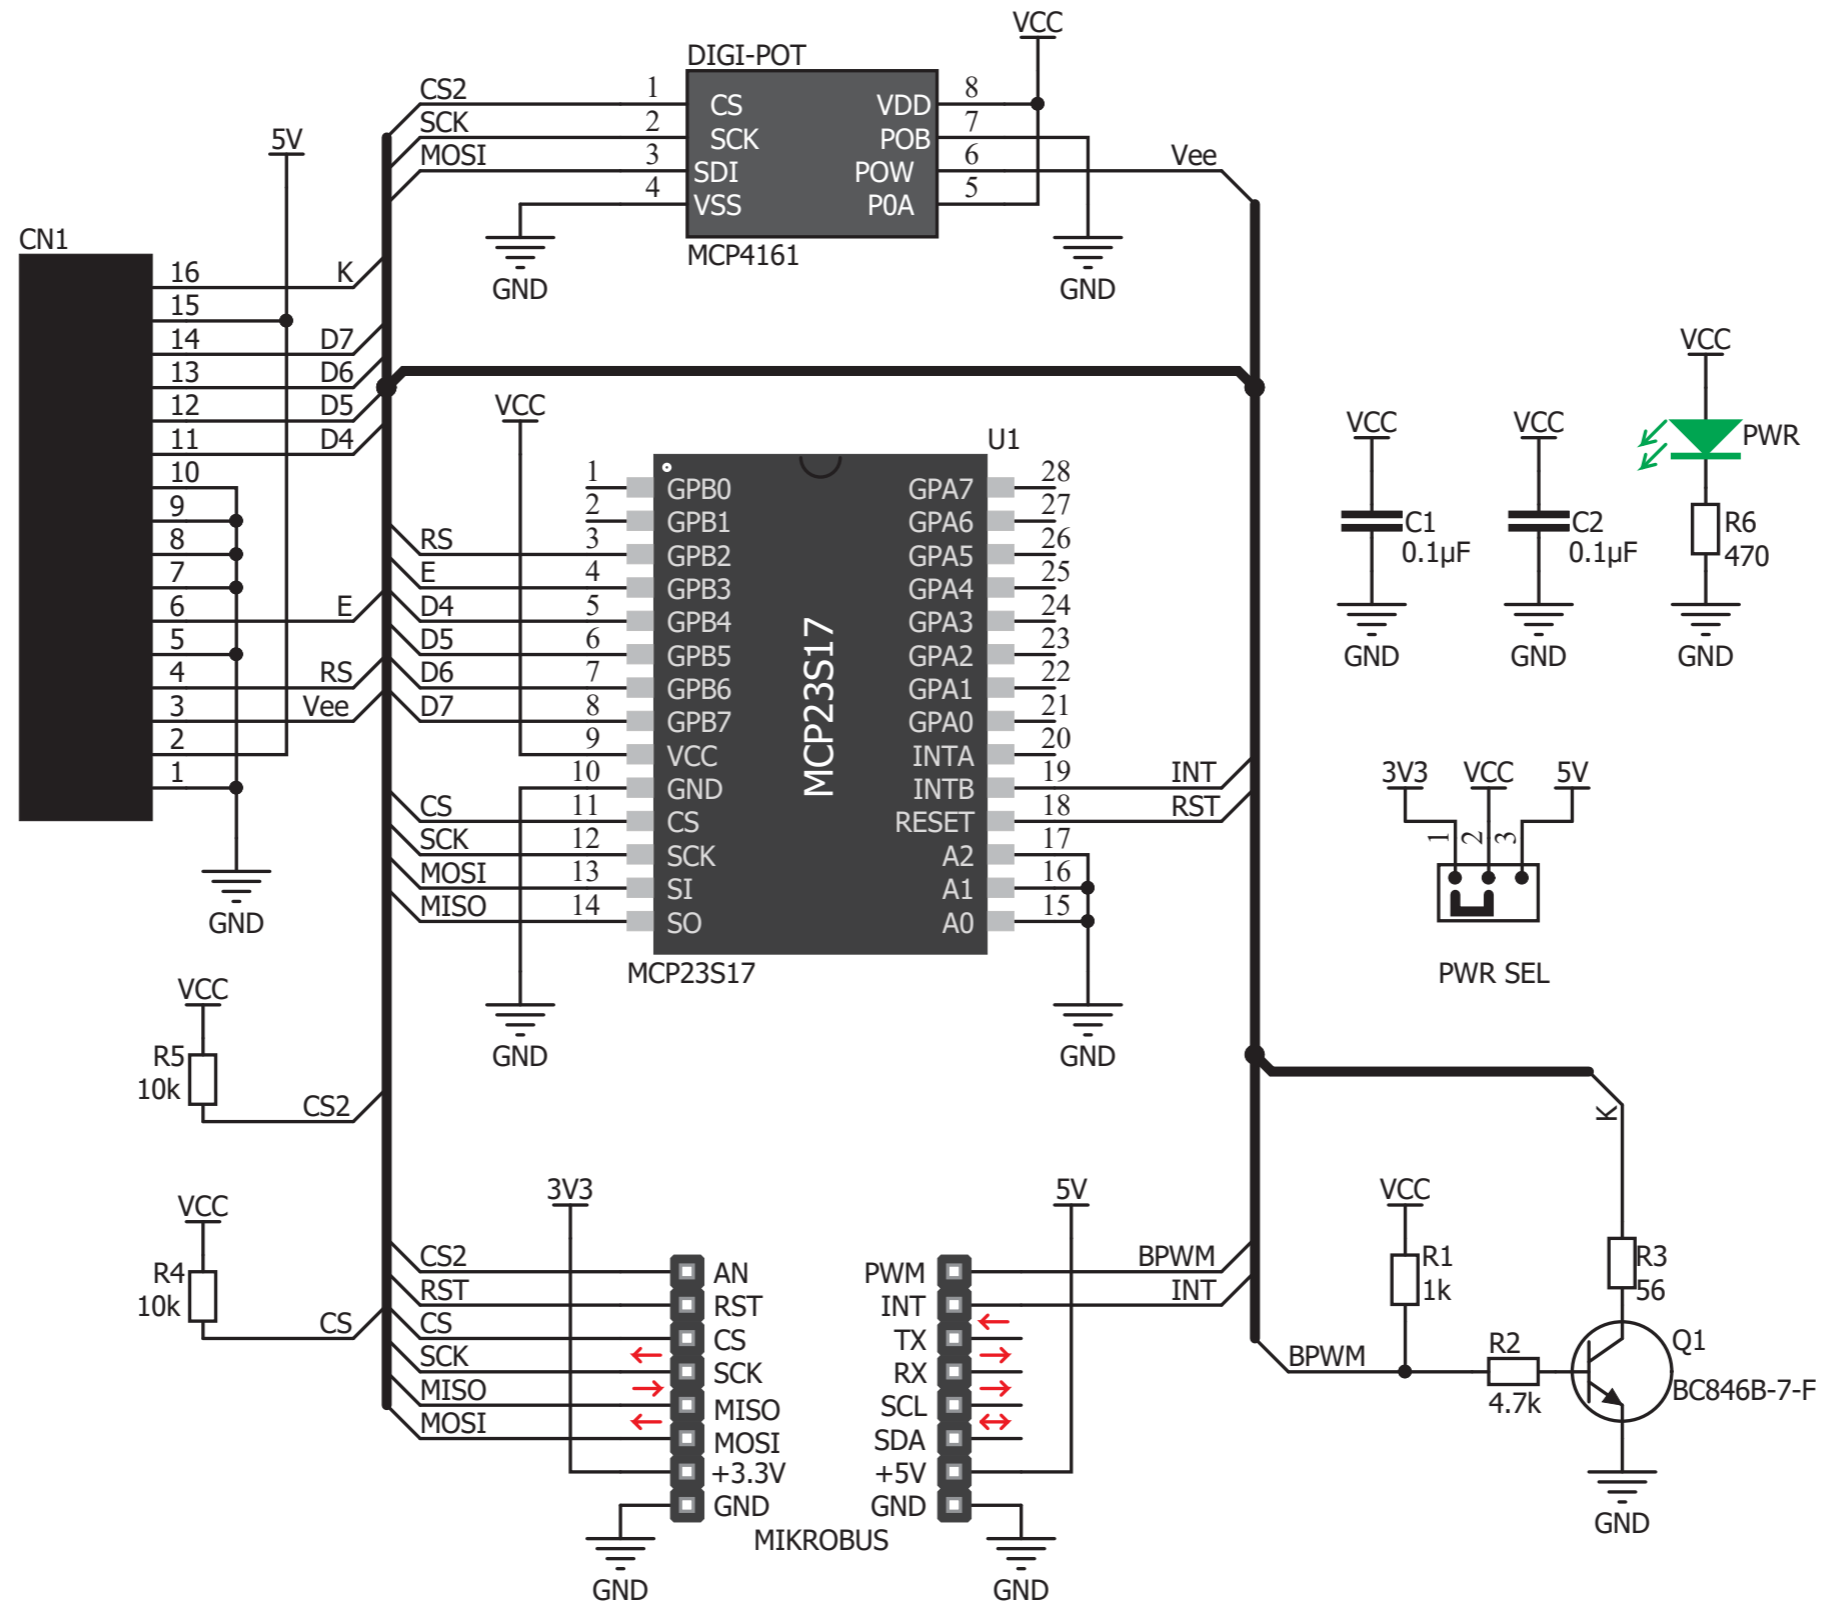 VCC
DIGI-POT
CS2 1 CS VDD 8
SCK 2 SCK POB 7
MOSI 3 SDI POW 6 Vee
4 VSS P0A 5
MCP4161
GND
GND
5V
CN1
16 K
15
14 D7
13 D6
12 D5
11 D4
10
9
8
7
6 E
5
4 RS
3 Vee
2
1
GND
VCC
U1
1 GPB0 GPA7 28
2 GPB1 GPA6 27
RS 3 GPB2 GPA5 26
E 4 GPB3 GPA4 25
D4 5 GPB4 GPA3 24
D5 6 GPB5 GPA2 23
D6 7 GPB6 GPA1 22
D7 8 GPB7 GPA0 21
9 VCC INTA 20
10 GND INTB 19 INT
CS 11 CS RESET 18 RST
SCK 12 SCK A2 17
MOSI 13 SI A1 16
MISO 14 SO A0 15
MCP23S17
MCP23S17
GND
GND
VCC
C1
0.1µF
GND
VCC
C2
0.1µF
GND
VCC
PWR
R6
470
GND
3V3 VCC 5V
1 2 3
PWR SEL
VCC
R5
10k
CS2
VCC
R4
10k
CS
3V3
5V
CS2 AN PWM BPWM
RST RST INT INT
CS CS TX
SCK SCK RX
MISO MISO SCL
MOSI MOSI SDA
+3.3V +5V
GND GND
MIKROBUS
GND
GND
K
VCC
R1
1k
R3
56
BPWM
R2
4.7k
Q1
BC846B-7-F
GND